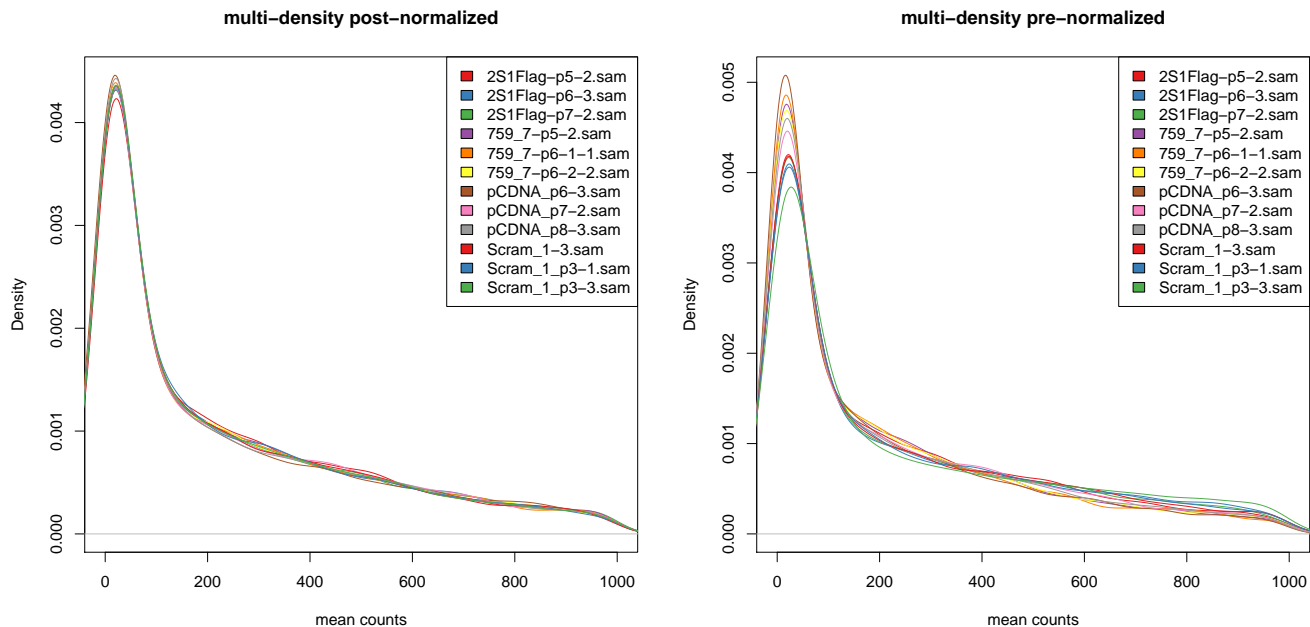 multi−density post−normalized
Density
0.000
0.001
0.002
0.003
0.004
0
200
400
600
800
1000
mean counts
2S1Flag−p5−2.sam
2S1Flag−p6−3.sam
2S1Flag−p7−2.sam
759_7−p5−2.sam
759_7−p6−1−1.sam
759_7−p6−2−2.sam
pCDNA_p6−3.sam
pCDNA_p7−2.sam
pCDNA_p8−3.sam
Scram_1−3.sam
Scram_1_p3−1.sam
Scram_1_p3−3.sam
multi−density pre−normalized
Density
0.000
0.001
0.002
0.003
0.004
0.005
0
200
400
600
800
1000
mean counts
2S1Flag−p5−2.sam
2S1Flag−p6−3.sam
2S1Flag−p7−2.sam
759_7−p5−2.sam
759_7−p6−1−1.sam
759_7−p6−2−2.sam
pCDNA_p6−3.sam
pCDNA_p7−2.sam
pCDNA_p8−3.sam
Scram_1−3.sam
Scram_1_p3−1.sam
Scram_1_p3−3.sam